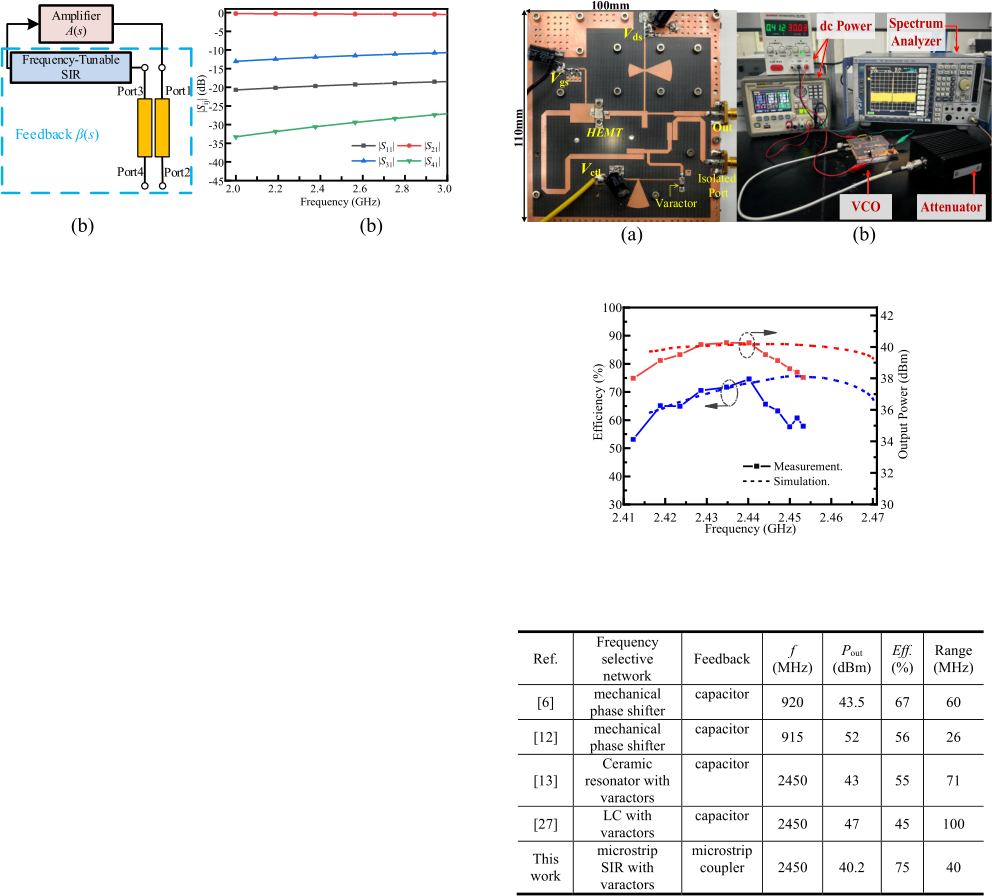 Amplifier
A(s)
Frequency-Tunable
SIR
Port3
Port1
Feedback β(s)
Port4
Port2
(b)
|Sij| (dB)
0
-5
-10
-15
-20
-25
-30
-35
-40
-45
|S11| |S21|
|S31| |S41|
2.0 2.2 2.4 2.6 2.8 3.0
Frequency (GHz)
(b)
100mm
110mm
Vds
Vgs
HEMT
Out
Vctl
Isolated
Port
Varactor
(a)
dc Power
Spectrum
Analyzer
VCO
Attenuator
(b)
Efficiency (%)
100
90
80
70
60
50
40
30
Output Power (dBm)
42
40
38
36
34
32
30
Measurement.
Simulation.
2.41 2.42 2.43 2.44 2.45 2.46 2.47
Frequency (GHz)
Ref. Frequency selective network Feedback f (MHz) Pout (dBm) Eff. (%) Range (MHz)
[6] mechanical phase shifter capacitor 920 43.5 67 60
[12] mechanical phase shifter capacitor 915 52 56 26
[13] Ceramic resonator with varactors capacitor 2450 43 55 71
[27] LC with varactors capacitor 2450 47 45 100
This work microstrip SIR with varactors microstrip coupler 2450 40.2 75 40